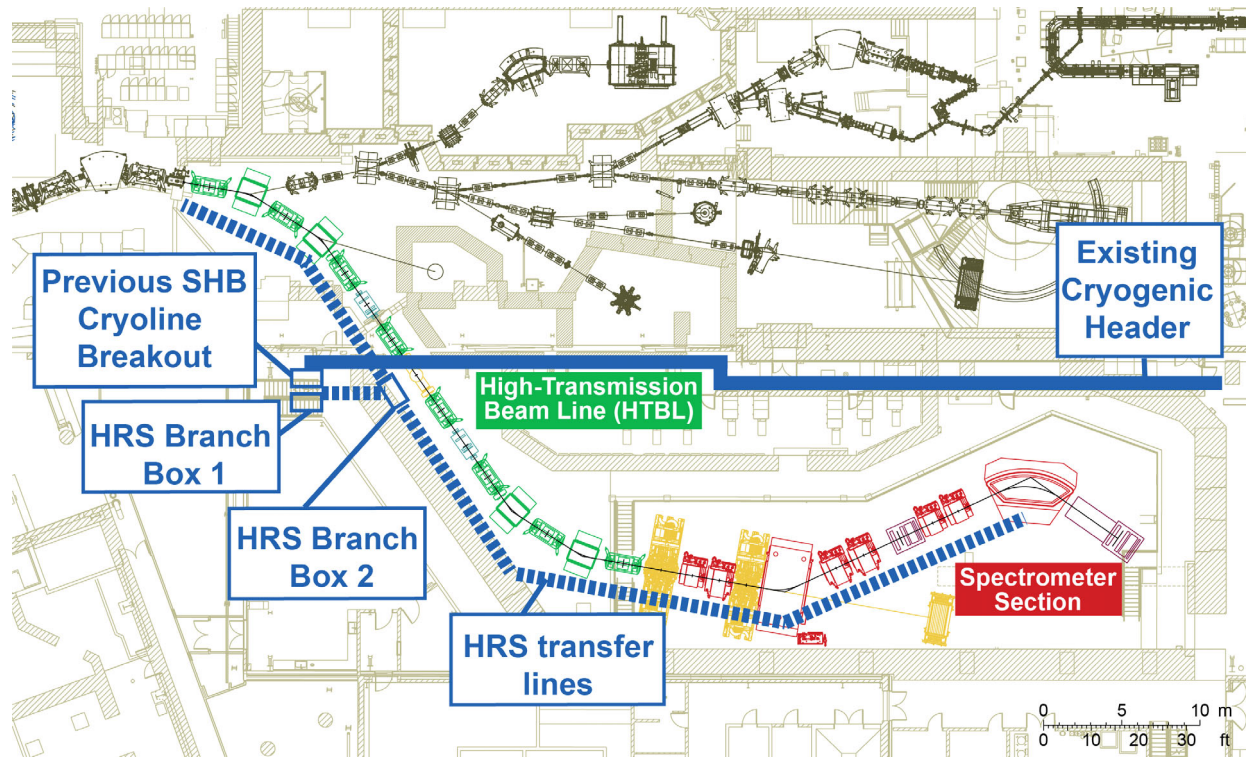 Previous SHB
Cryoline
Breakout
Existing
Cryogenic
Header
High-Transmission
Beam Line (HTBL)
HRS Branch
Box 1
HRS Branch
Box 2
Spectrometer
Section
HRS transfer
lines
0 5 10 m
0 10 20 30 ft